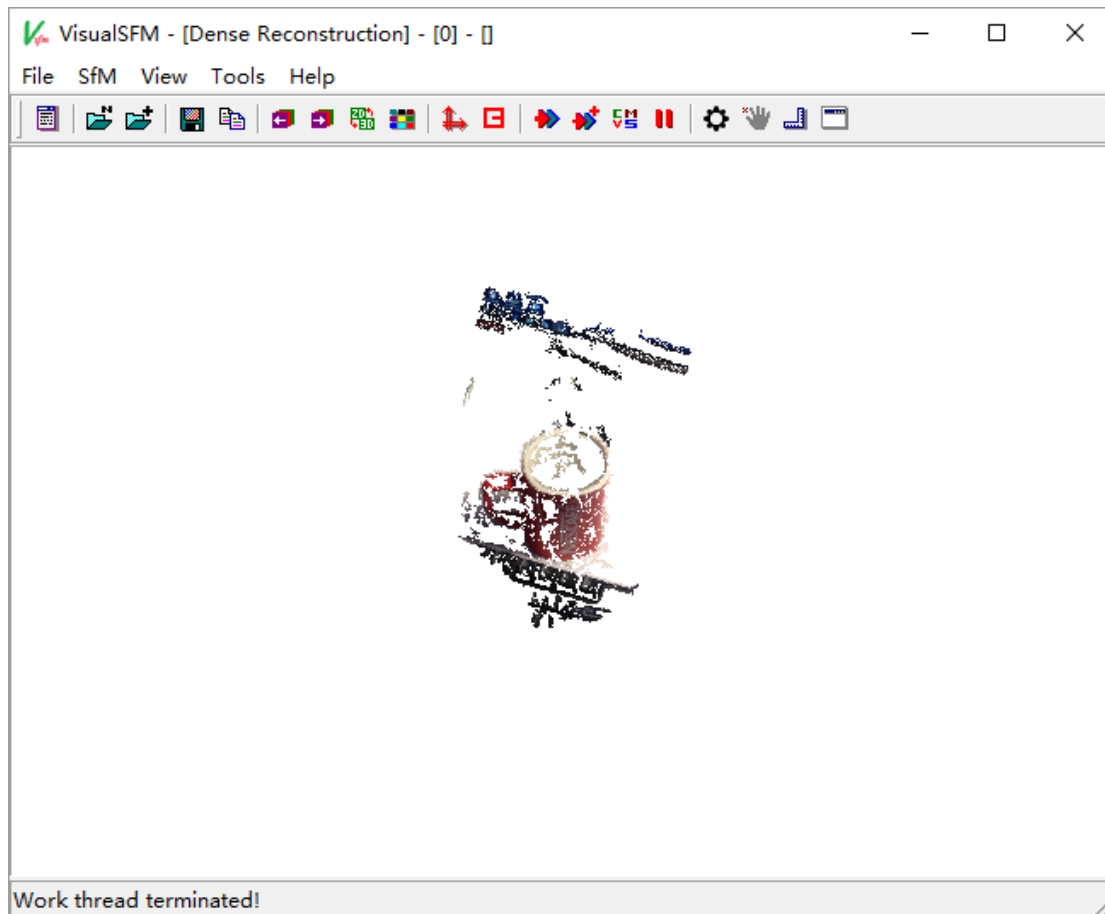 VisualSFM - [Dense Reconstruction] - [0] - []
File SfM View Tools Help
Work thread terminated!